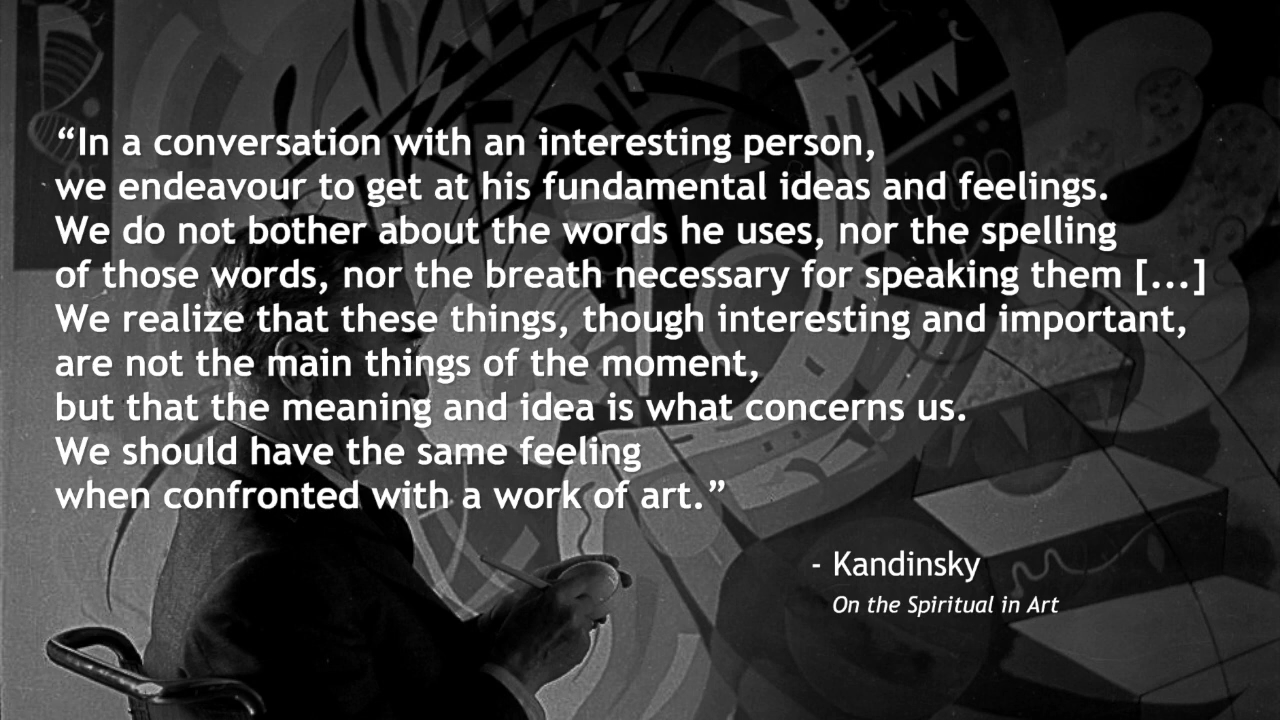 “In a conversation with an interesting person,
we endeavour to get at his fundamental ideas and feelings.
We do not bother about the words he uses, nor the spelling
of those words, nor the breath necessary for speaking them [...]
We realize that these things, though interesting and important,
are not the main things of the moment,
but that the meaning and idea is what concerns us.
We should have the same feeling
when confronted with a work of art.”
- Kandinsky
On the Spiritual in Art